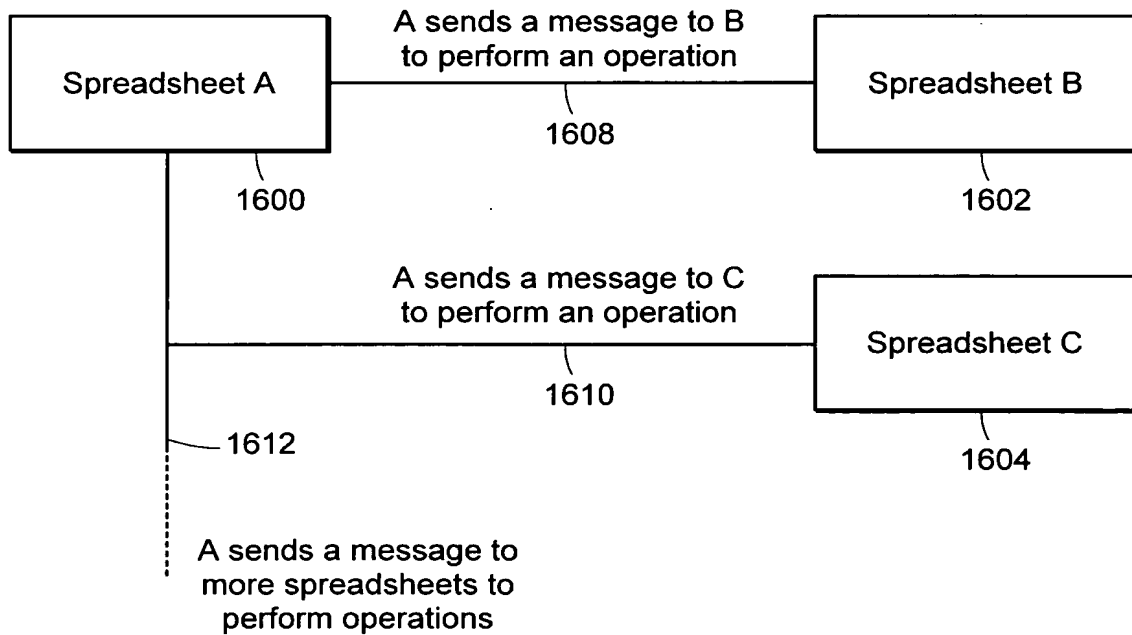 A sends a message to B
to perform an operation
Spreadsheet A
Spreadsheet B
1608
1600
1602
A sends a message to C
to perform an operation
Spreadsheet C
1610
1612
1604
A sends a message to
more spreadsheets to
perform operations